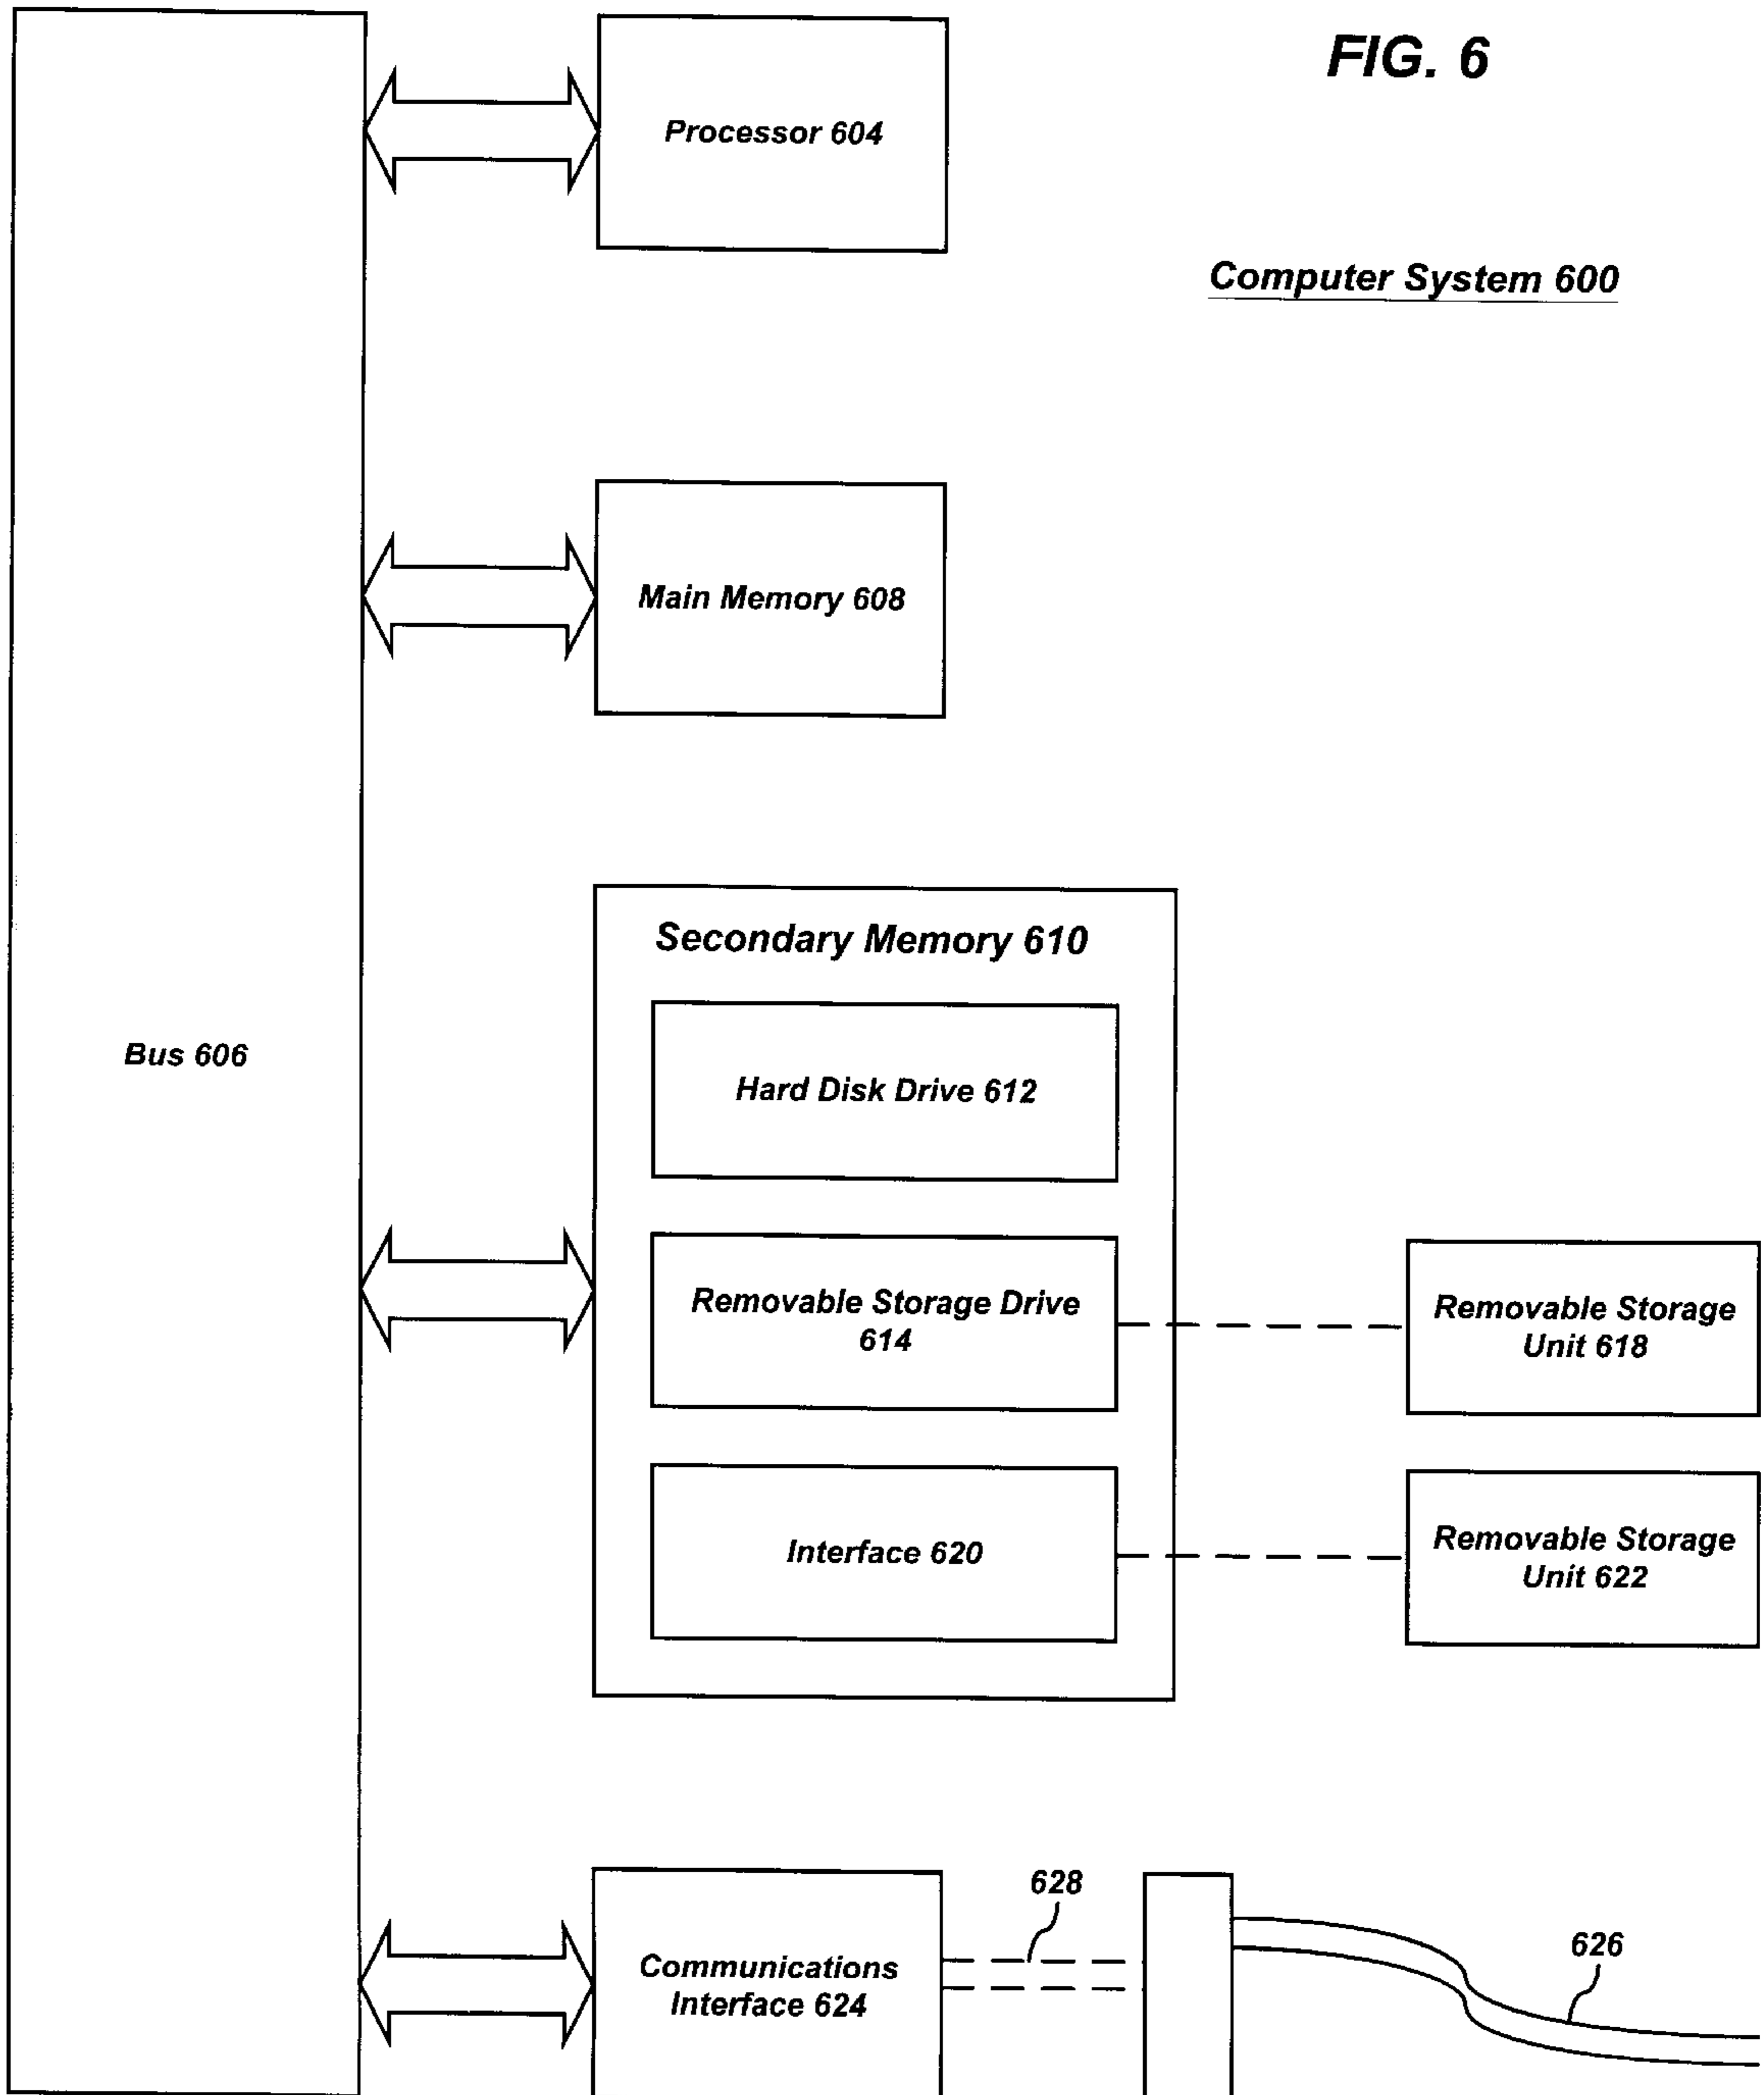 FIG. 6
Processor 604
Computer System 600
Main Memory 608
Secondary Memory 610
Bus 606
Hard Disk Drive 612
Removable Storage Drive
614
Removable Storage
Unit 618
Interface 620
Removable Storage
Unit 622
628
Communications
Interface 624
626